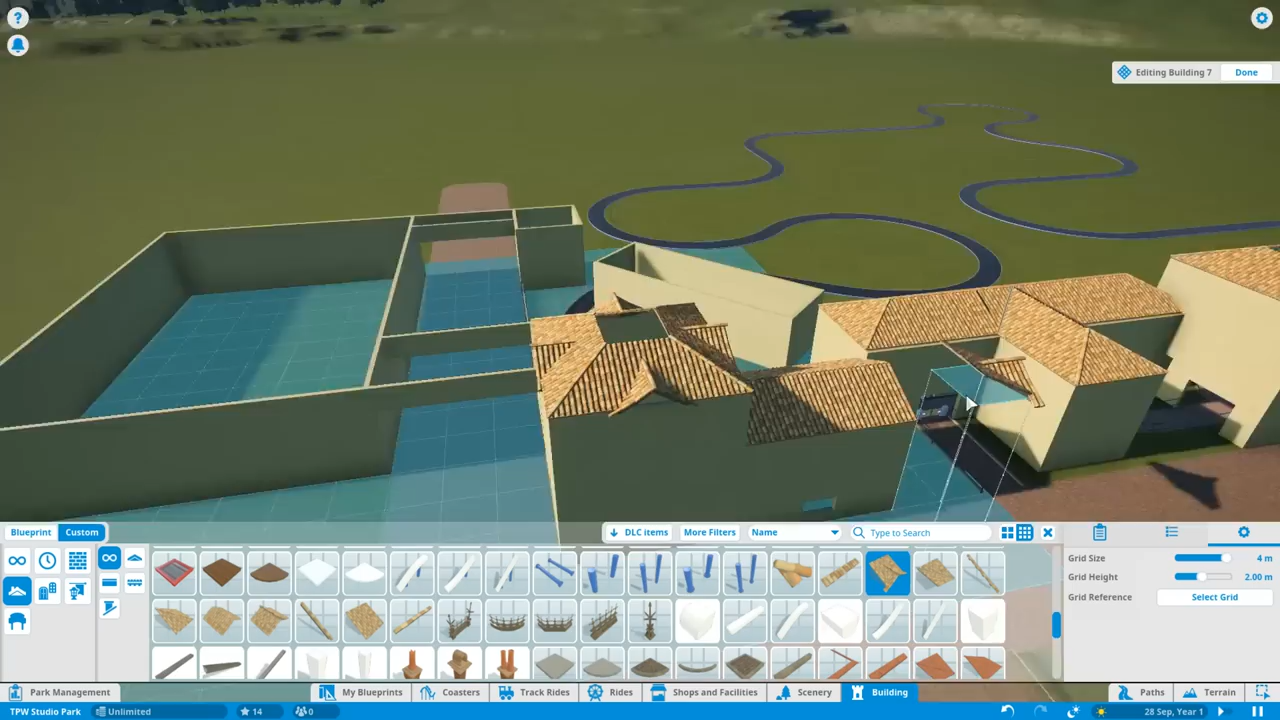 ?
Editing Building 7 Done
Blueprint Custom DLC items More Filters Name Type to Search
Grid Size 4 m
Grid Height 2.00 m
Grid Reference Select Grid
Park Management My Blueprints Coasters Track Rides Rides Shops and Facilities Scenery Building Paths Terrain
TPW Studio Park Unlimited 14 0 28 Sep, Year 1